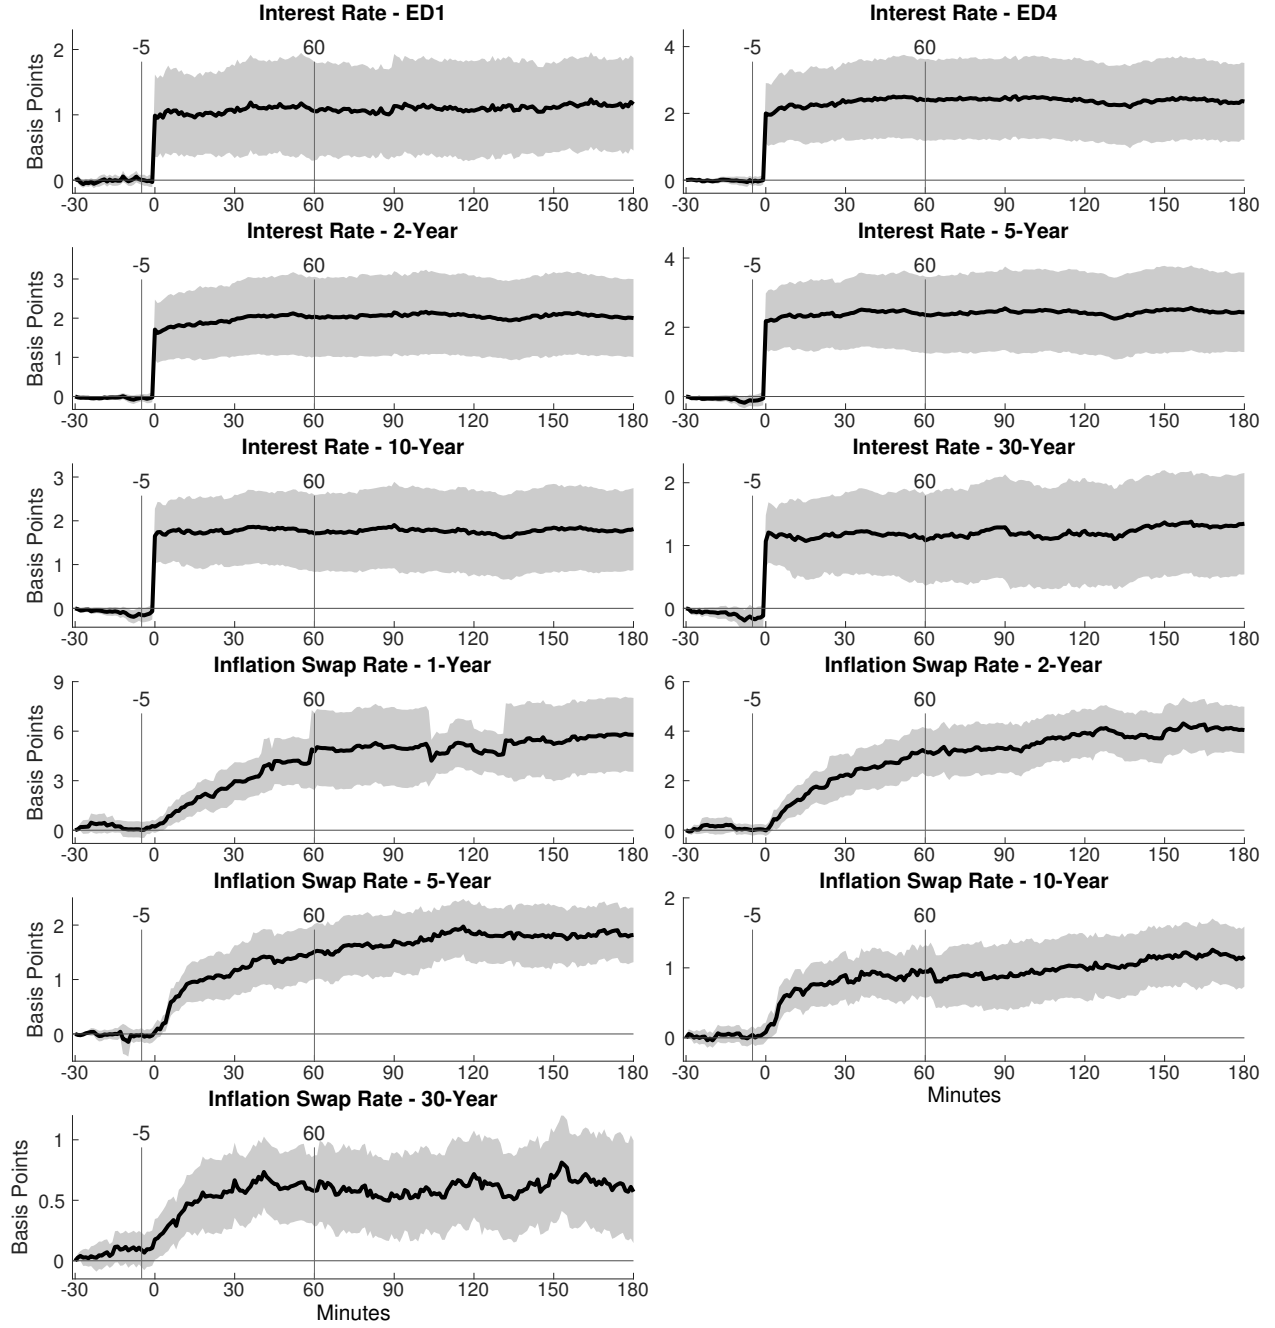 Interest Rate - ED1
Basis Points
2
1
0
-5
60
-30 0 30 60 90 120 150 180
Interest Rate - ED4
4
2
0
-5
60
-30 0 30 60 90 120 150 180
Interest Rate - 2-Year
Basis Points
3
2
1
0
-5
60
-30 0 30 60 90 120 150 180
Interest Rate - 5-Year
4
2
0
-5
60
-30 0 30 60 90 120 150 180
Interest Rate - 10-Year
Basis Points
3
2
1
0
-5
60
-30 0 30 60 90 120 150 180
Interest Rate - 30-Year
2
1
0
-5
60
-30 0 30 60 90 120 150 180
Inflation Swap Rate - 1-Year
Basis Points
9
6
3
0
-5
60
-30 0 30 60 90 120 150 180
Inflation Swap Rate - 2-Year
6
4
2
0
-5
60
-30 0 30 60 90 120 150 180
Inflation Swap Rate - 5-Year
Basis Points
2
1
0
-5
60
-30 0 30 60 90 120 150 180
Inflation Swap Rate - 10-Year
2
1
0
-5
60
-30 0 30 60 90 120 150 180
Minutes
Inflation Swap Rate - 30-Year
Basis Points
1
0.5
0
-5
60
-30 0 30 60 90 120 150 180
Minutes